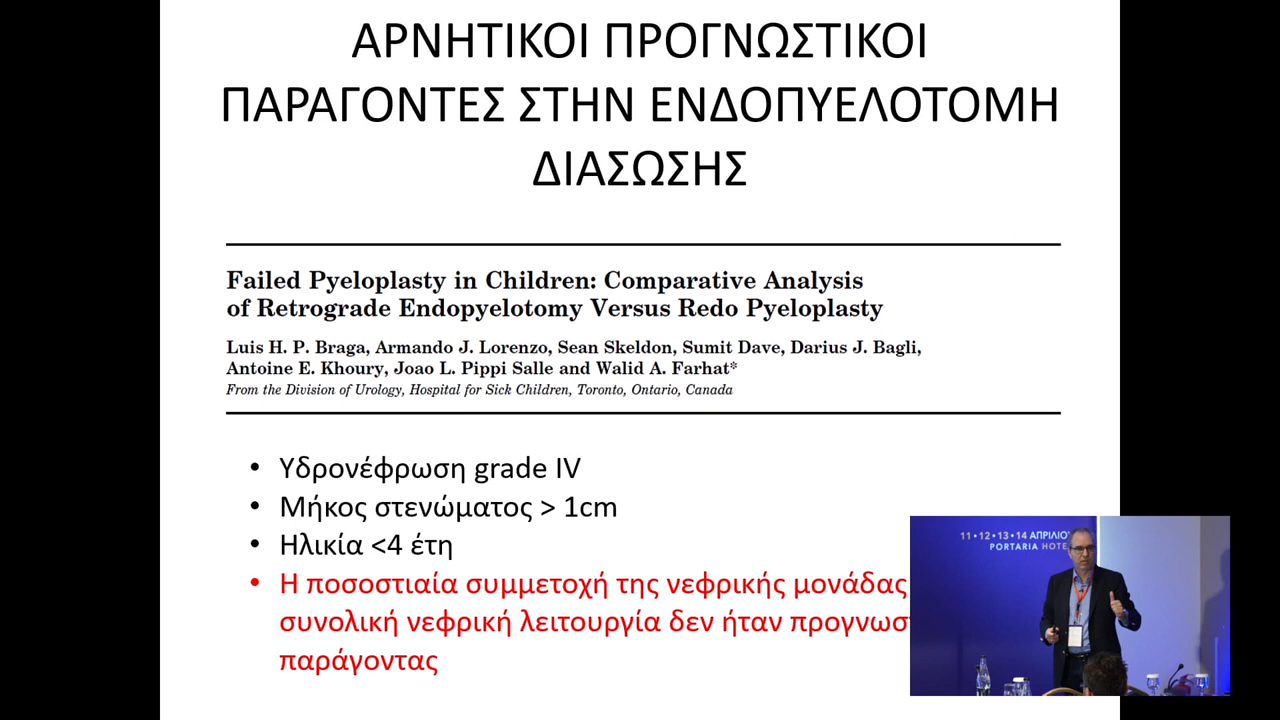 ΑΡΝΗΤΙΚΟΙ ΠΡΟΓΝΩΣΤΙΚΟΙ
ΠΑΡΑΓΟΝΤΕΣ ΣΤΗΝ ΕΝΔΟΠΥΕΛΟΤΟΜΗ
ΔΙΑΣΩΣΗΣ
Failed Pyeloplasty in Children: Comparative Analysis
of Retrograde Endopyelotomy Versus Redo Pyeloplasty
Luis H. P. Braga, Armando J. Lorenzo, Sean Skeldon, Sumit Dave, Darius J. Bagli,
Antoine E. Khoury, Joao L. Pippi Salle and Walid A. Farhat*
From the Division of Urology, Hospital for Sick Children, Toronto, Ontario, Canada
• Υδρονέφρωση grade IV
• Μήκος στενώματος > 1cm
• Ηλικία <4 έτη
• Η ποσοστιαία συμμετοχή της νεφρικής μονάδας
συνολική νεφρική λειτουργία δεν ήταν
παράγοντας
11•12•13•14 ΑΠΡΙΛΙΟΥ
PORTARIA HOTE